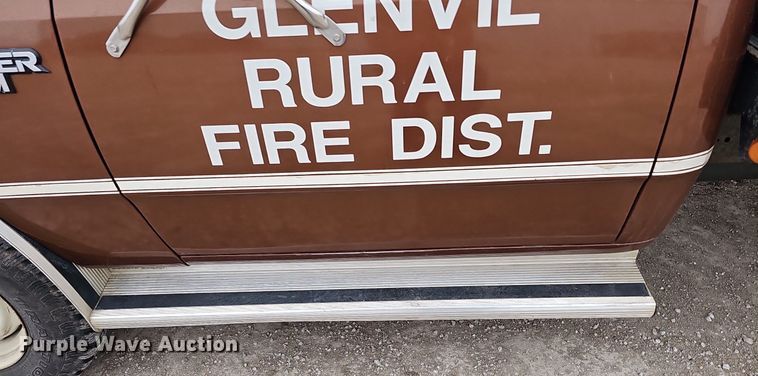 GLENVIL
RURAL
FIRE DIST.
Purple Wave Auction